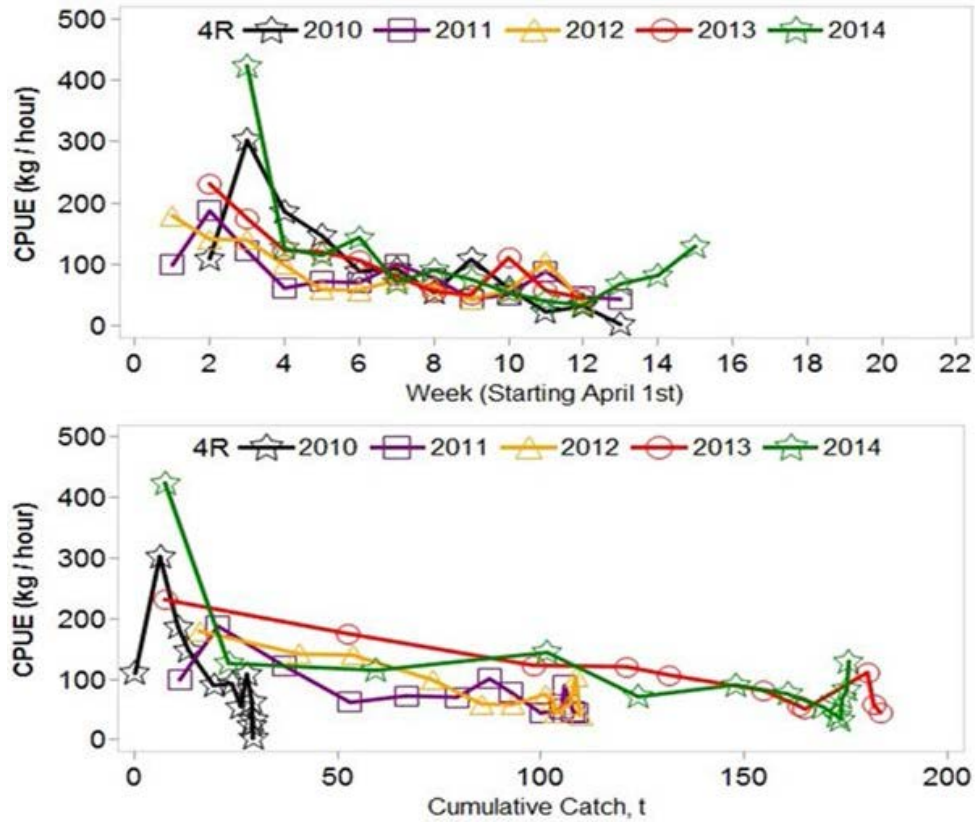 500
4R 2010 2011 2012 2013 2014
400
300
200
100
0
CPUE (kg / hour)
0 2 4 6 8 10 12 14 16 18 20 22
Week (Starting April 1st)
500
4R 2010 2011 2012 2013 2014
400
300
200
100
0
CPUE (kg / hour)
0 50 100 150 200
Cumulative Catch, t